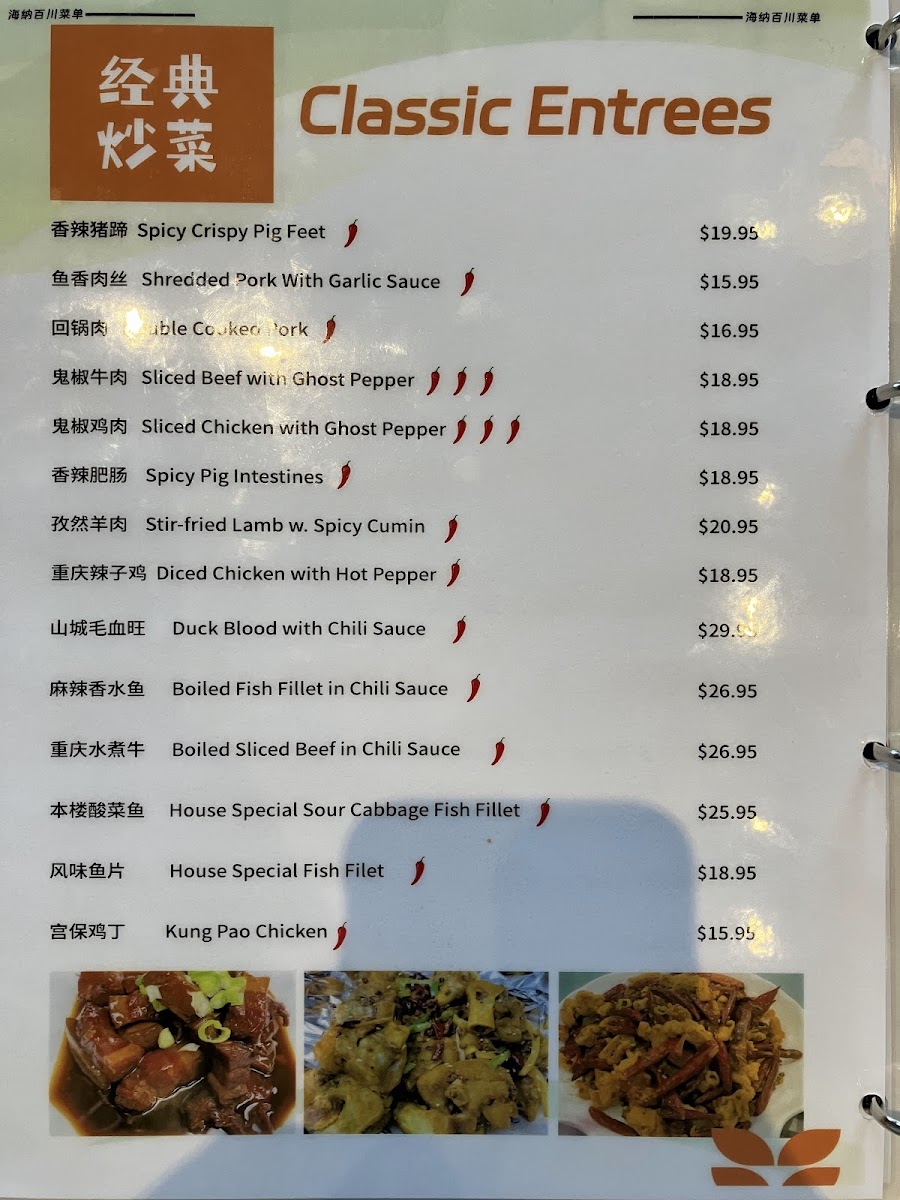 海纳百川菜单
海纳百川菜单
经典
炒菜
Classic Entrees
香辣猪蹄 Spicy Crispy Pig Feet $19.95
鱼香肉丝 Shredded Pork With Garlic Sauce $15.95
回锅肉 Cooked Pork $16.95
鬼椒牛肉 Sliced Beef with Ghost Pepper $18.95
鬼椒鸡肉 Sliced Chicken with Ghost Pepper $18.95
香辣肥肠 Spicy Pig Intestines $18.95
孜然羊肉 Stir-fried Lamb w. Spicy Cumin $20.95
重庆辣子鸡 Diced Chicken with Hot Pepper $18.95
山城毛血旺 Duck Blood with Chili Sauce $29.95
麻辣香水鱼 Boiled Fish Fillet in Chili Sauce $26.95
重庆水煮牛 Boiled Sliced Beef in Chili Sauce $26.95
本楼酸菜鱼 House Special Sour Cabbage Fish Fillet $25.95
风味鱼片 House Special Fish Filet $18.95
宫保鸡丁 Kung Pao Chicken $15.95